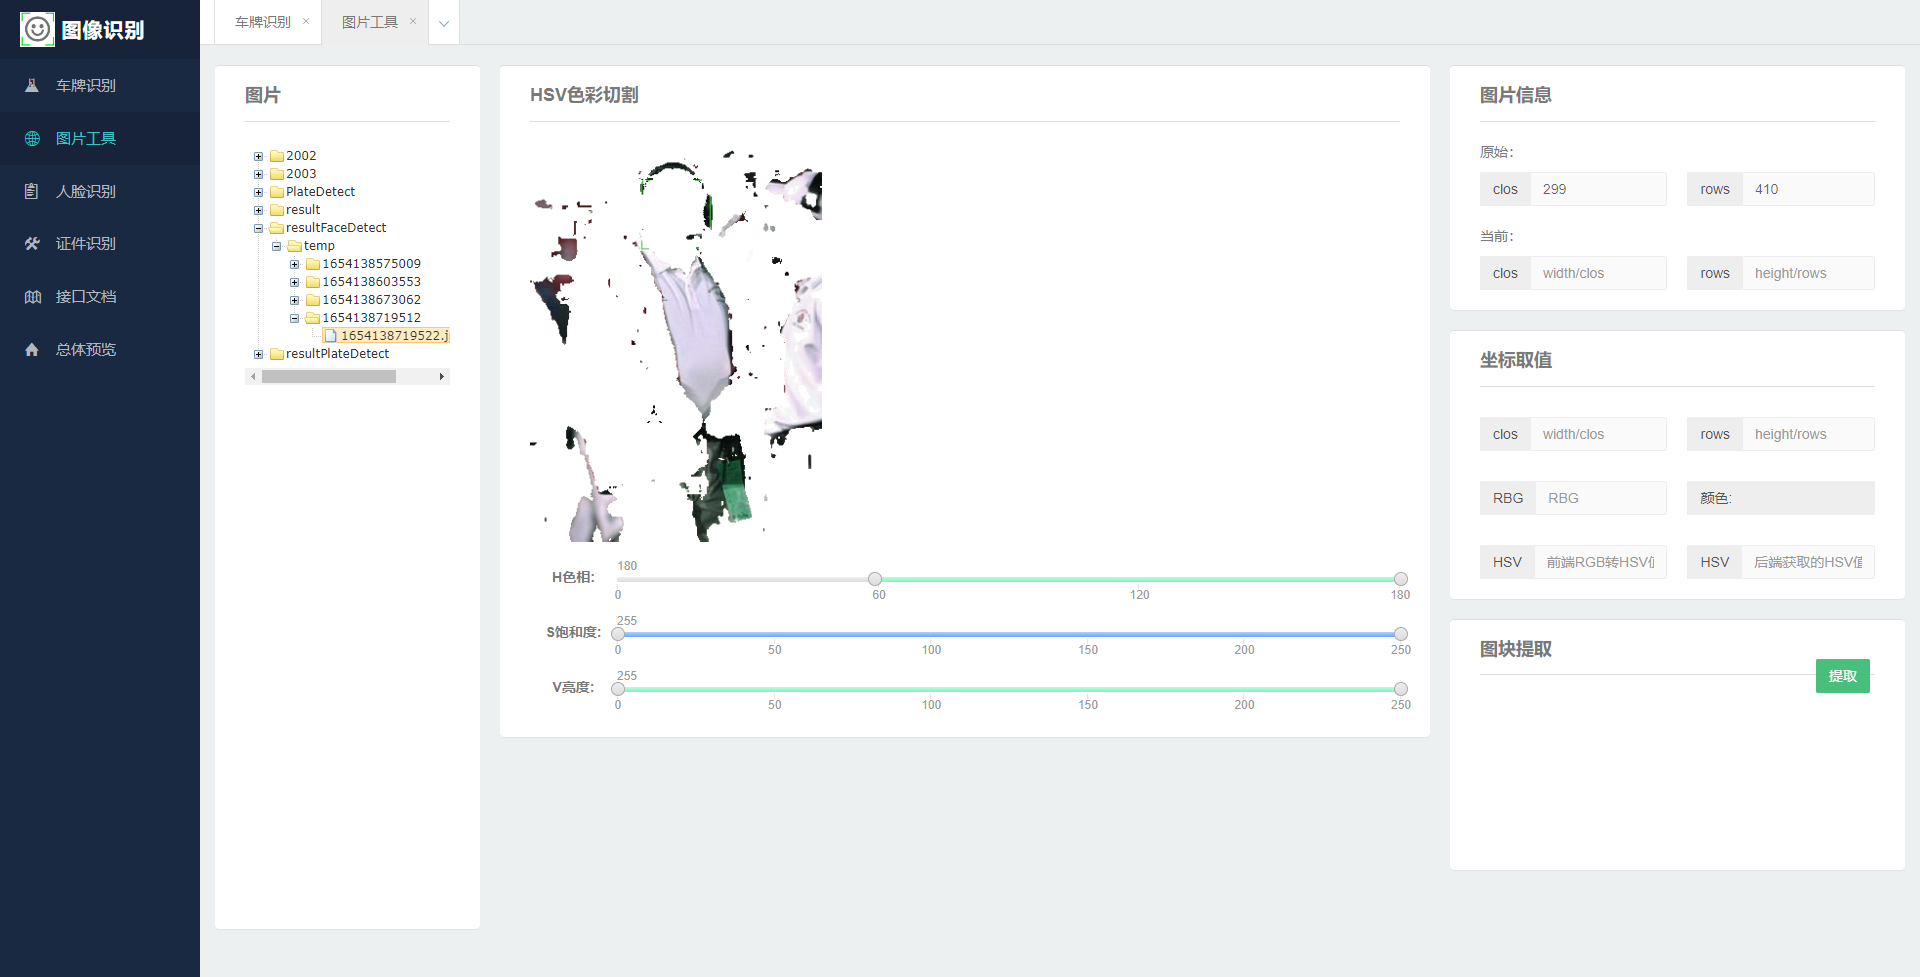 图像识别
车牌识别
图片工具
人脸识别
证件识别
接口文档
总体预览
车牌识别 ×
图片工具 ×
图片
2002
2003
PlateDetect
result
resultFaceDetect
temp
1654138575009
1654138603553
1654138673062
1654138719512
1654138719522.j
resultPlateDetect
HSV色彩切割
180
H色相:
0 60 120 180
255
S饱和度:
0 50 100 150 200 250
255
V亮度:
0 50 100 150 200 250
图片信息
原始:
clos 299 rows 410
当前:
clos width/clos rows height/rows
坐标取值
clos width/clos rows height/rows
RBG RBG 颜色:
HSV 前端RGB转HSV HSV 后端获取的HSV值
图块提取
提取